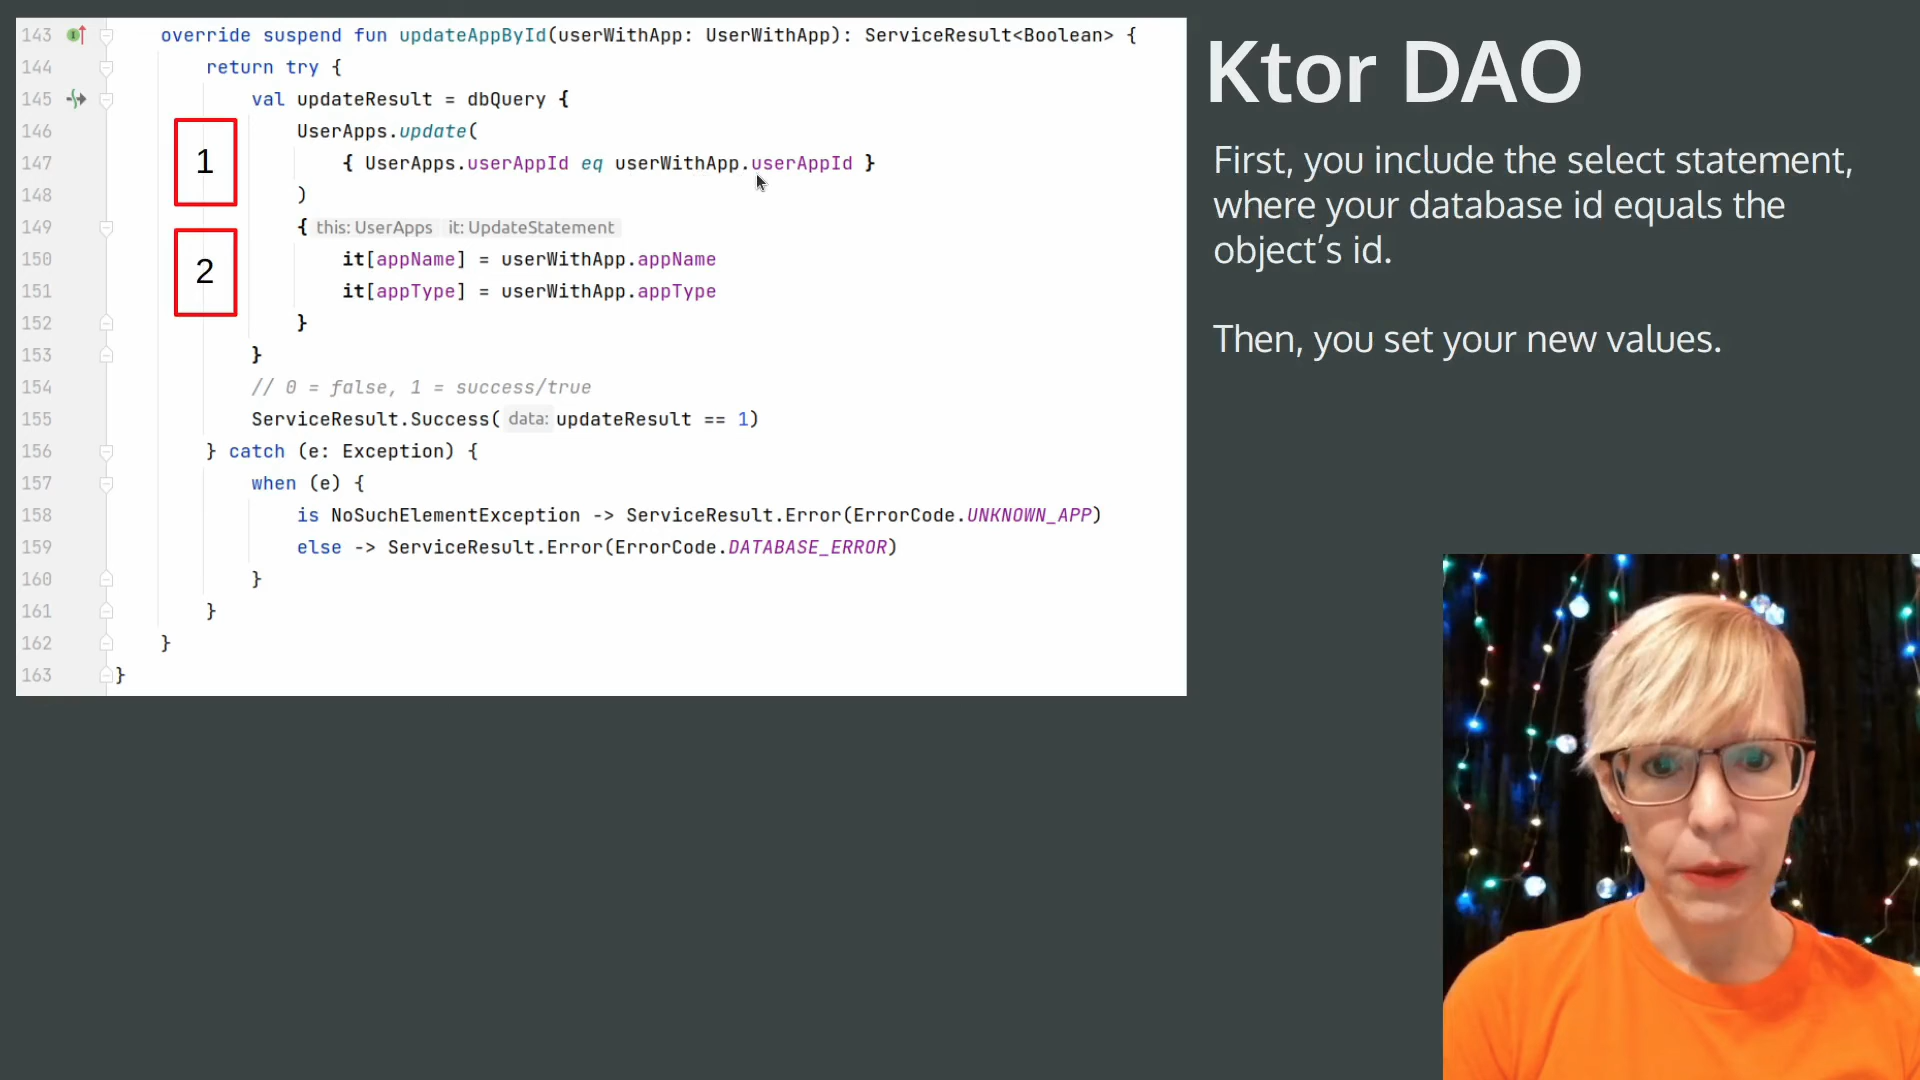 143 override suspend fun updateAppById(userWithApp: UserWithApp): ServiceResult<Boolean> {
144 return try {
145 val updateResult = dbQuery {
146 UserApps.update(
147 { UserApps.userAppId eq userWithApp.userAppId }
148 )
149 { this: UserApps it: UpdateStatement
150 it[appName] = userWithApp.appName
151 it[appType] = userWithApp.appType
152 }
153 }
154 // 0 = false, 1 = success/true
155 ServiceResult.Success( data: updateResult == 1)
156 } catch (e: Exception) {
157 when (e) {
158 is NoSuchElementException -> ServiceResult.Error(ErrorCode.UNKNOWN_APP)
159 else -> ServiceResult.Error(ErrorCode.DATABASE_ERROR)
160 }
161 }
162 }
163 }
1
2
Ktor DAO
First, you include the select statement,
where your database id equals the
object's id.
Then, you set your new values.